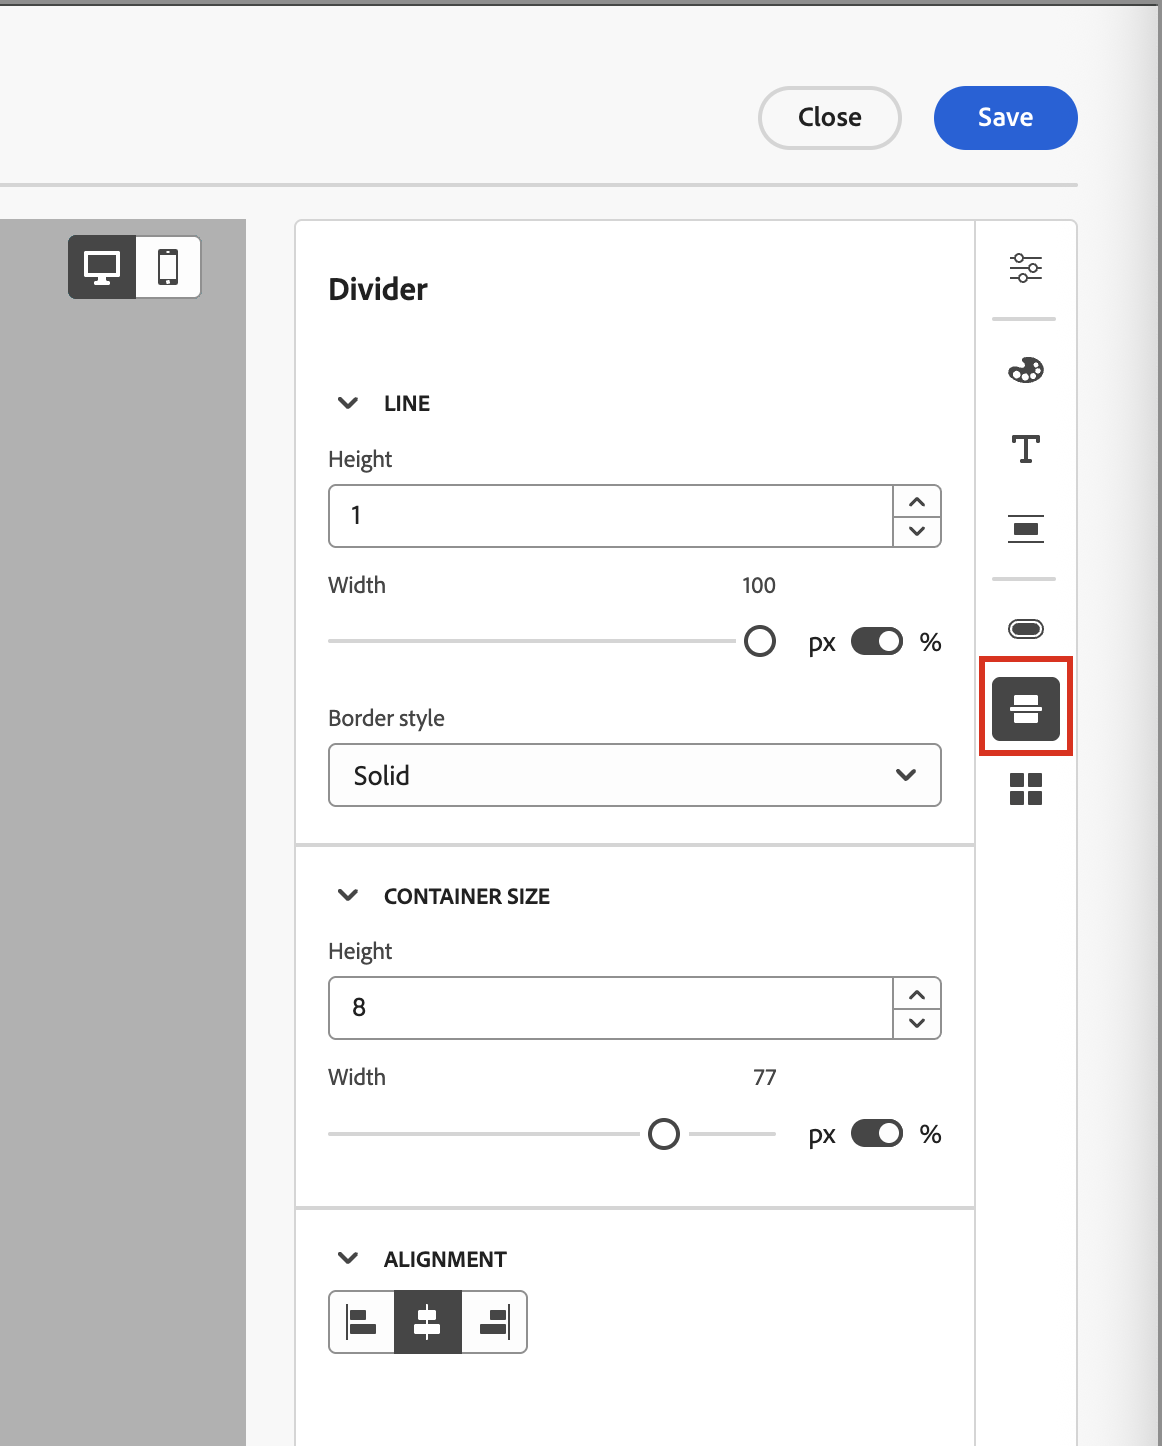 Close
Save
Divider
LINE
Height
1
Width 100
px %
Border style
Solid
CONTAINER SIZE
Height
8
Width 77
px %
ALIGNMENT